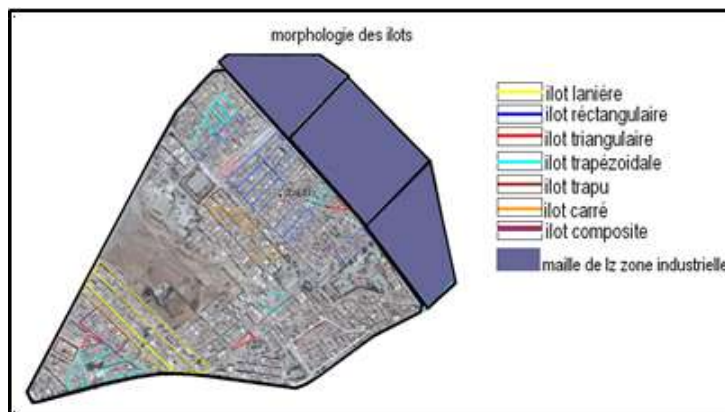 morphologie des ilots
ilot lanière
ilot réctangulaire
ilot triangulaire
ilot trapézoidale
ilot trapu
ilot carré
ilot composite
maille de lz zone industrielle